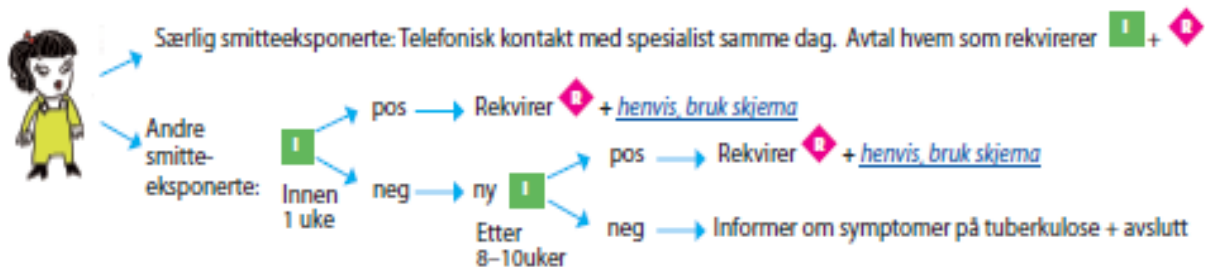 Særlig smitteeksponerte: Telefonisk kontakt med spesialist samme dag. Avtal hvem som rekvirerer I + R
Andre
smitte-
eksponerte:
I
Innen
1 uke
pos
Rekvirer R + henvis, bruk skjema
neg
ny I
Etter
8–10uker
pos
Rekvirer R + henvis, bruk skjema
neg
Informer om symptomer på tuberkulose + avslutt